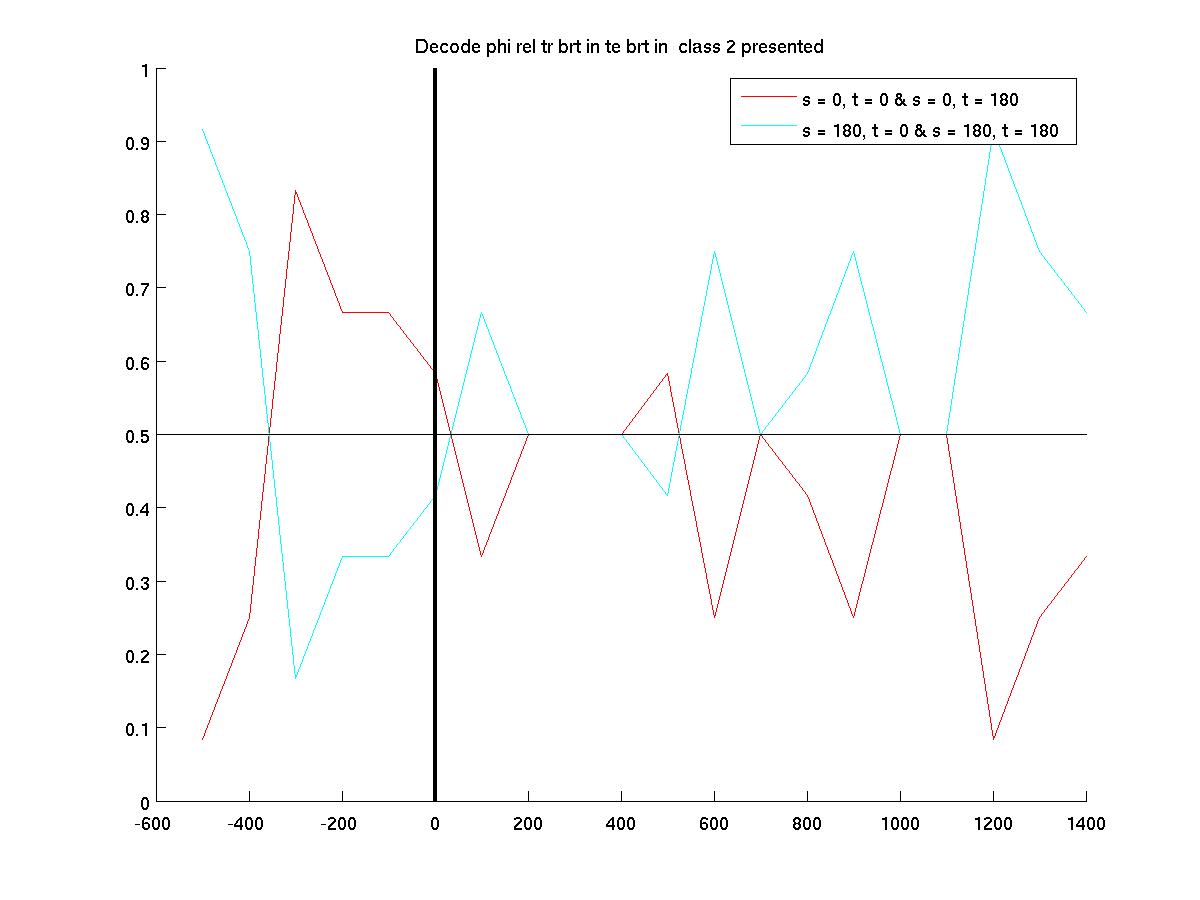 Decode phi rel tr brt in te brt in  class 2 presented
s = 0, t = 0 & s = 0, t = 180
s = 180, t = 0 & s = 180, t = 180
1
0.9
0.8
0.7
0.6
0.5
0.4
0.3
0.2
0.1
0
-600 -400 -200 0 200 400 600 800 1000 1200 1400